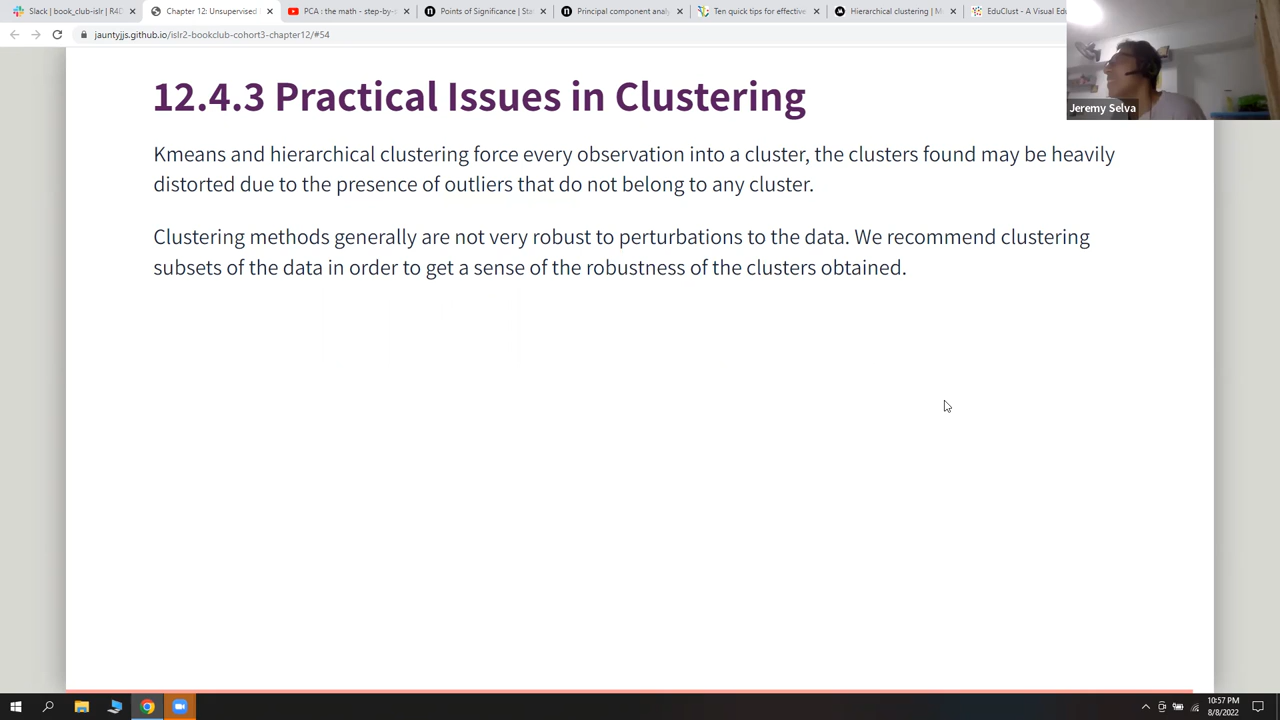 Slack | book_club-islr | R4D
Chapter 12: Unsupervised
PCA : the math - step-by-s
Points of Significance | Sta
Principal component anal
Ten quick tips for effective
Hierarchical clustering | M
EduClust - A Visual Edu
jauntyjjs.github.io/islr2-bookclub-cohort3-chapter12/#54
Jeremy Selva
12.4.3 Practical Issues in Clustering
Kmeans and hierarchical clustering force every observation into a cluster, the clusters found may be heavily
distorted due to the presence of outliers that do not belong to any cluster.
Clustering methods generally are not very robust to perturbations to the data. We recommend clustering
subsets of the data in order to get a sense of the robustness of the clusters obtained.
10:57 PM
8/8/2022